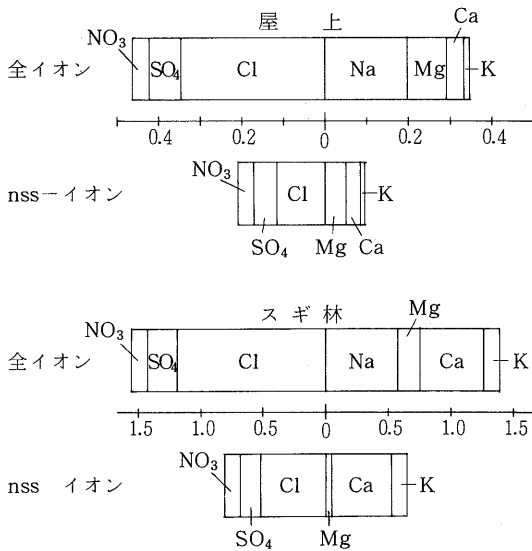 屋上
Ca
NO₃
全イオン SO₄ Cl Na Mg K
0.4 0.2 0 0.2 0.4
NO₃
nss－イオン Cl K
SO₄ Mg Ca
スギ林
Mg
NO₃
全イオン SO₄ Cl Na Ca K
1.5 1.0 0.5 0 0.5 1.0 1.5
NO₃
nss イオン Cl Ca K
SO₄ Mg